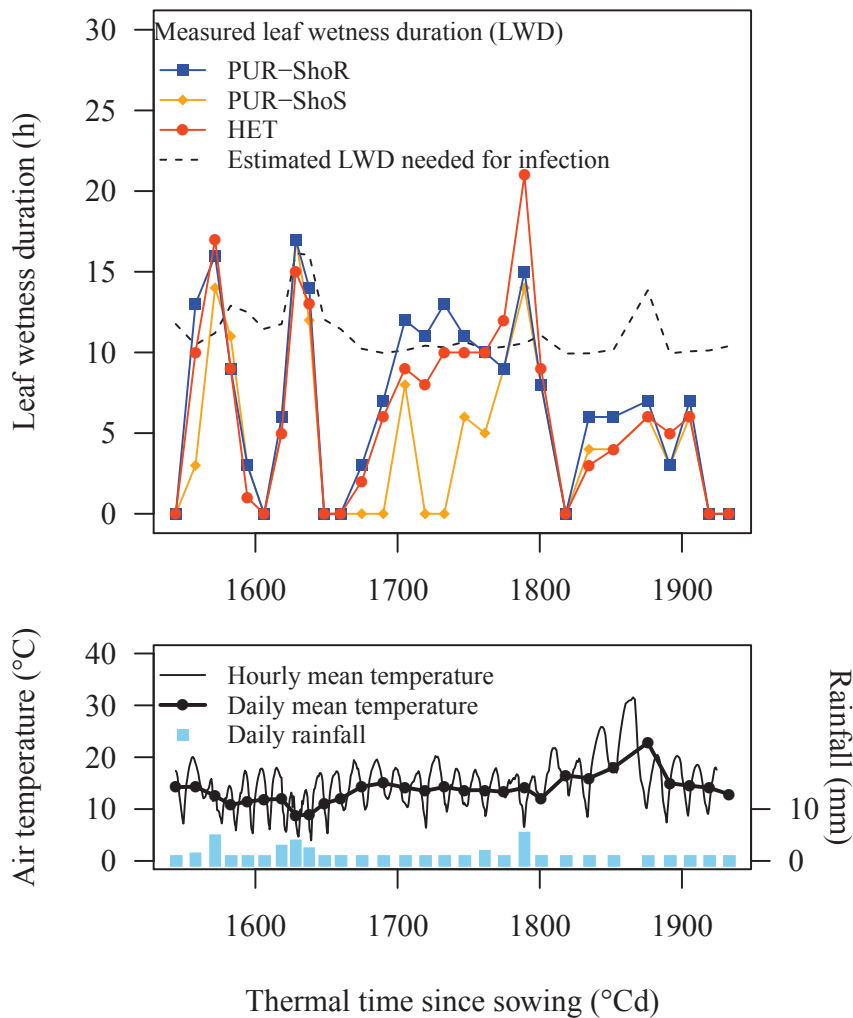 Measured leaf wetness duration (LWD)
PUR−ShoR
PUR−ShoS
HET
Estimated LWD needed for infection
Leaf wetness duration (h)
30
25
20
15
10
5
0
1600
1700
1800
1900
Hourly mean temperature
Daily mean temperature
Daily rainfall
Air temperature (°C)
40
30
20
10
0
Rainfall (mm)
10
0
1600
1700
1800
1900
Thermal time since sowing (°Cd)